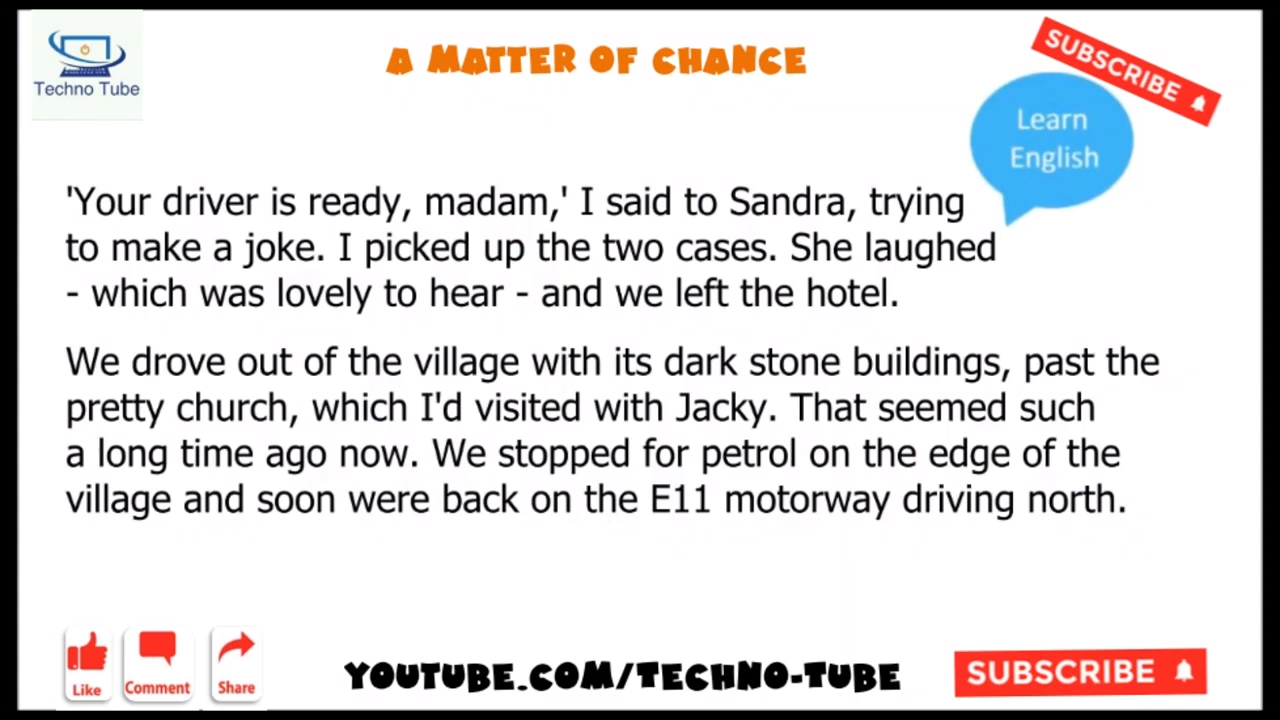 Techno Tube
A MATTER OF CHANCE
SUBSCRIBE
Learn
English
'Your driver is ready, madam,' I said to Sandra, trying
to make a joke. I picked up the two cases. She laughed
- which was lovely to hear - and we left the hotel.
We drove out of the village with its dark stone buildings, past the
pretty church, which I'd visited with Jacky. That seemed such
a long time ago now. We stopped for petrol on the edge of the
village and soon were back on the E11 motorway driving north.
Like
Comment
Share
YOUTUBE.COM/TECHNO-TUBE
SUBSCRIBE